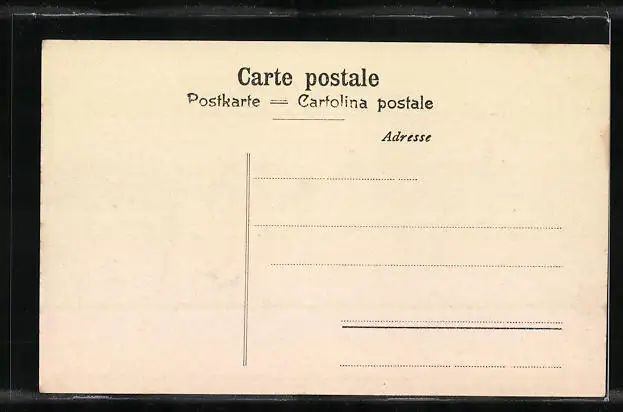 Carte postale
Postkarte = Cartolina postale
Adresse